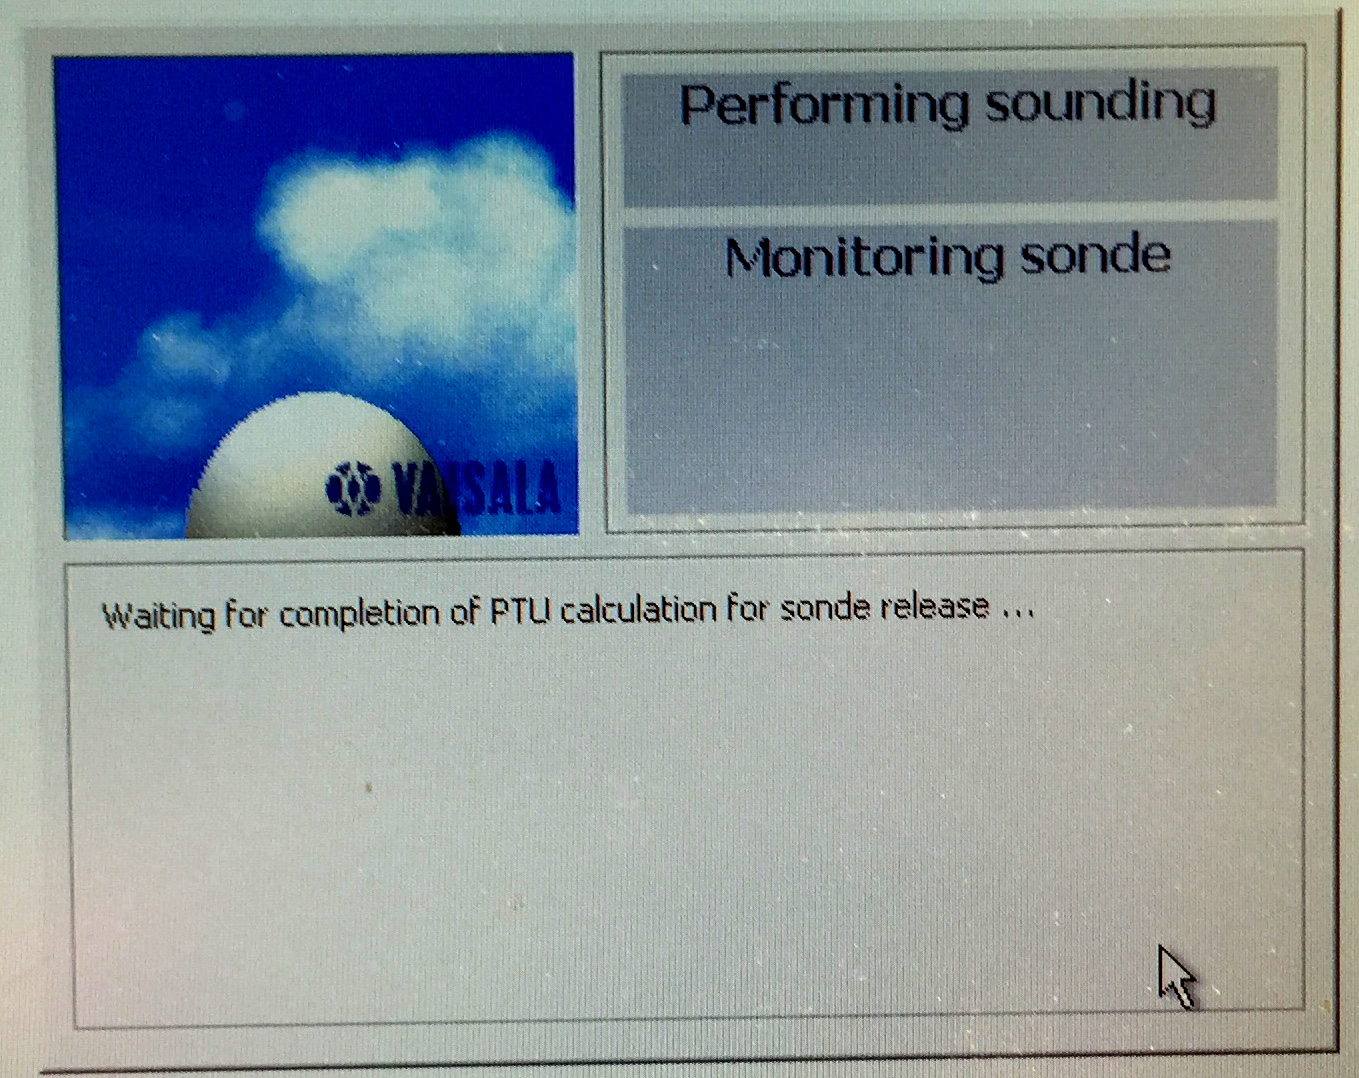 Performing sounding
Monitoring sonde
VAISALA
Waiting for completion of PTU calculation for sonde release ...